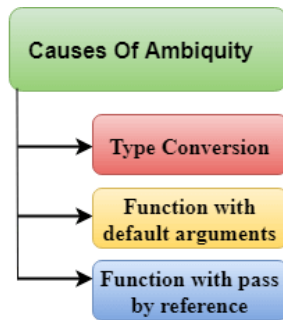 Causes Of Ambiquity
Type Conversion
Function with
default arguments
Function with pass
by reference